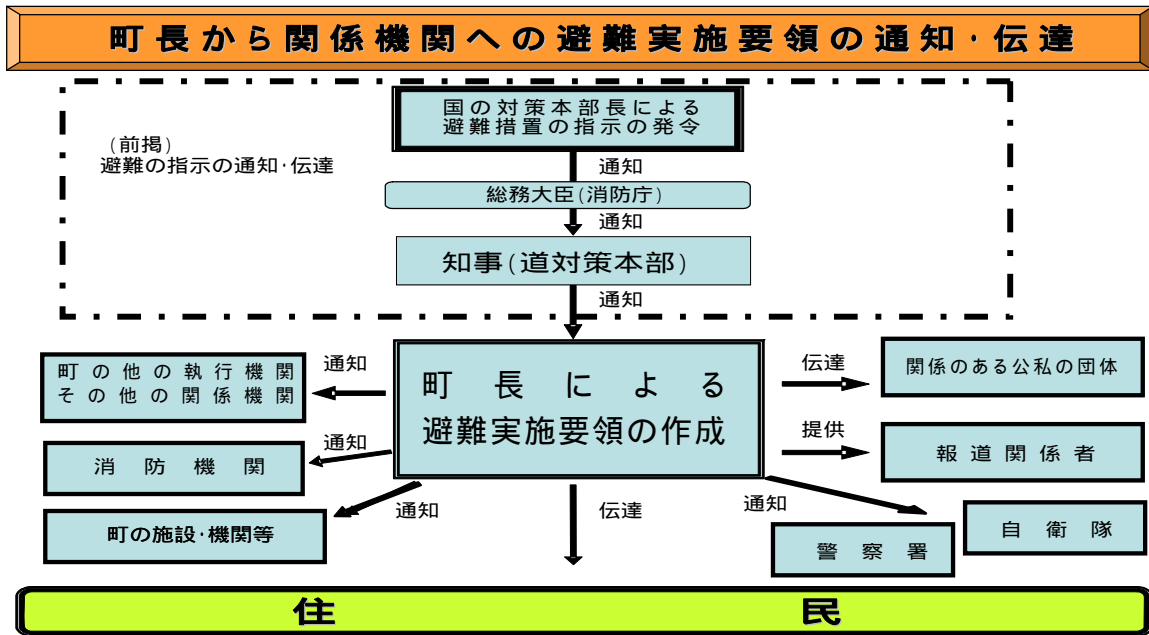 町長から関係機関への避難実施要領の通知・伝達
国の対策本部長による
避難措置の指示の発令
(前掲)
避難の指示の通知・伝達
通知
総務大臣(消防庁)
通知
知事(道対策本部)
通知
町の他の執行機関
その他の関係機関
通知
町長による
避難実施要領の作成
伝達
関係のある公私の団体
消防機関
通知
提供
報道関係者
町の施設・機関等
通知
伝達
通知
警察署
自衛隊
住民